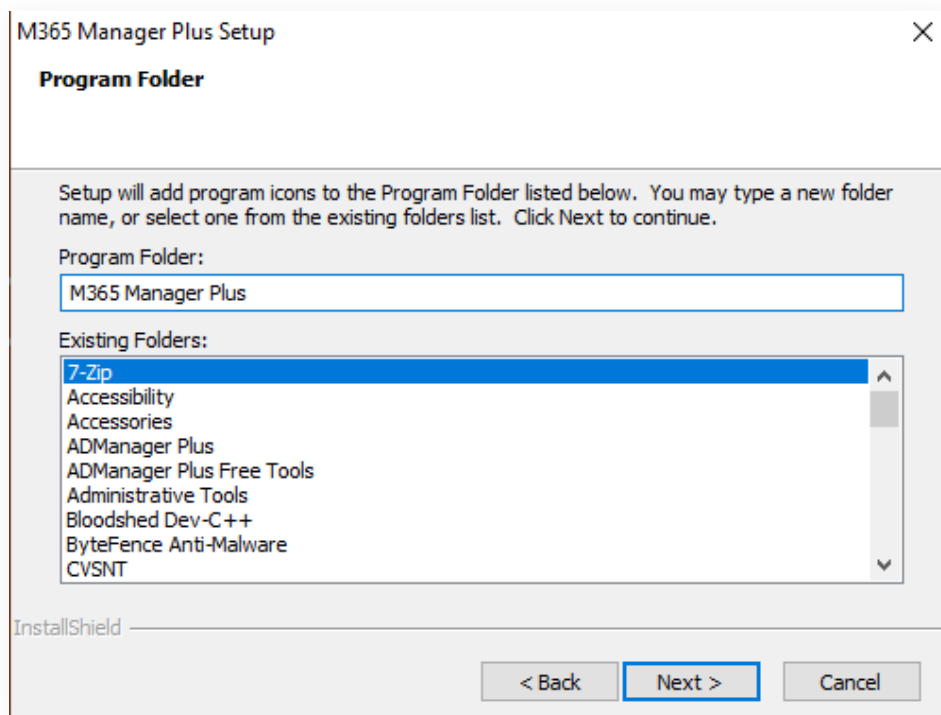 M365 Manager Plus Setup
Program Folder
Setup will add program icons to the Program Folder listed below. You may type a new folder
name, or select one from the existing folders list. Click Next to continue.
Program Folder:
M365 Manager Plus
Existing Folders:
7-Zip
Accessibility
Accessories
ADManager Plus
ADManager Plus Free Tools
Administrative Tools
Bloodshed Dev-C++
ByteFence Anti-Malware
CVSNT
InstallShield
< Back Next > Cancel